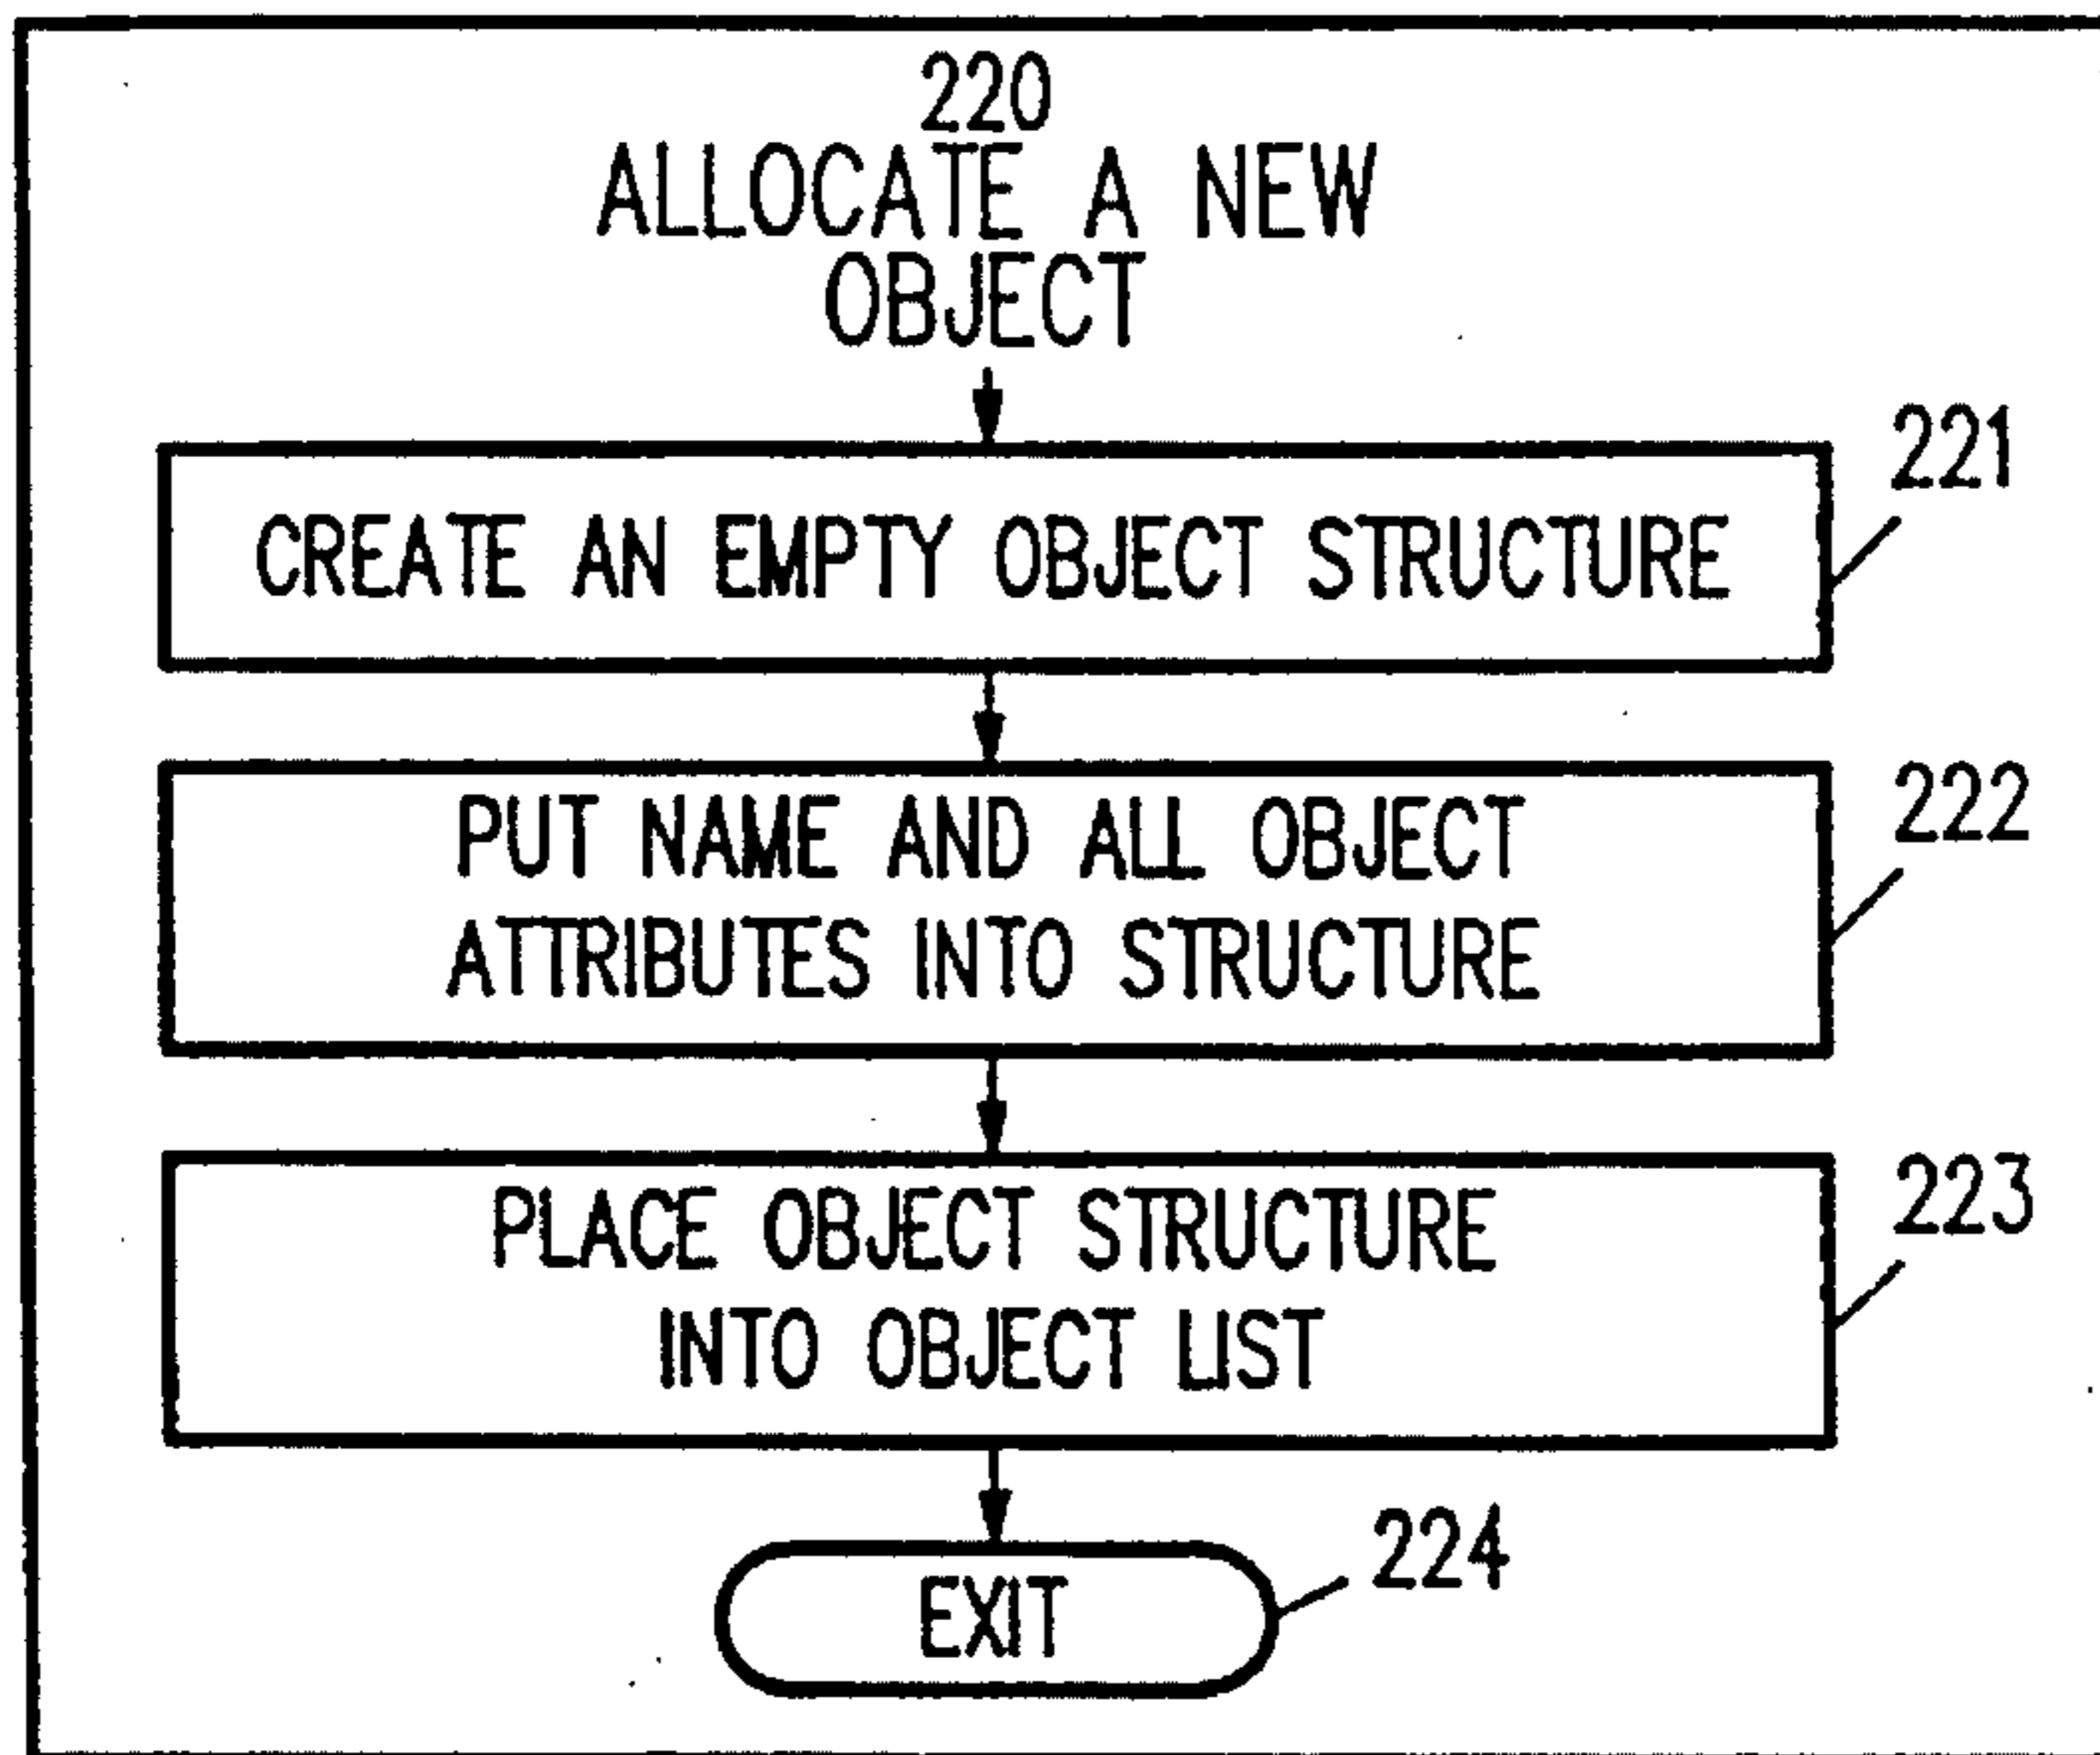 220
ALLOCATE A NEW
OBJECT
221
CREATE AN EMPTY OBJECT STRUCTURE
222
PUT NAME AND ALL OBJECT
ATTRIBUTES INTO STRUCTURE
223
PLACE OBJECT STRUCTURE
INTO OBJECT LIST
224
EXIT